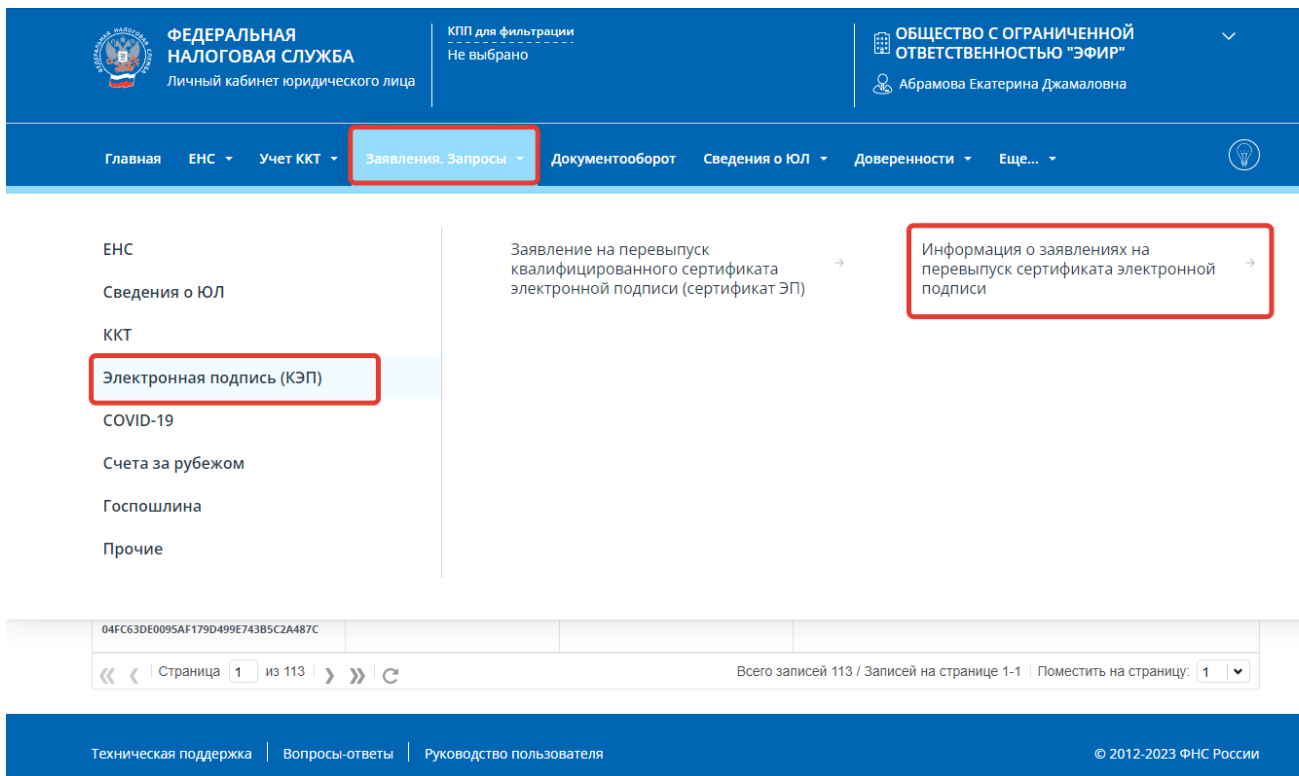 ФЕДЕРАЛЬНАЯ
НАЛОГОВАЯ СЛУЖБА
Личный кабинет юридического лица
КПП для фильтрации
Не выбрано
ОБЩЕСТВО С ОГРАНИЧЕННОЙ
ОТВЕТСТВЕННОСТЬЮ "ЭФИР"
Абрамова Екатерина Джамаловна
Главная ЕНС Учет ККТ Заявления. Запросы Документооборот Сведения о ЮЛ Доверенности Еще...
ЕНС
Сведения о ЮЛ
ККТ
Электронная подпись (КЭП)
COVID-19
Счета за рубежом
Госпошлина
Прочие
Заявление на перевыпуск
квалифицированного сертификата
электронной подписи (сертификат ЭП)
Информация о заявлениях на
перевыпуск сертификата электронной
подписи
04FC63DE0095AF179D499E743B5C2A487C
Страница 1 из 113
Всего записей 113 / Записей на странице 1-1 Поместить на страницу: 1
Техническая поддержка Вопросы-ответы Руководство пользователя
© 2012-2023 ФНС России